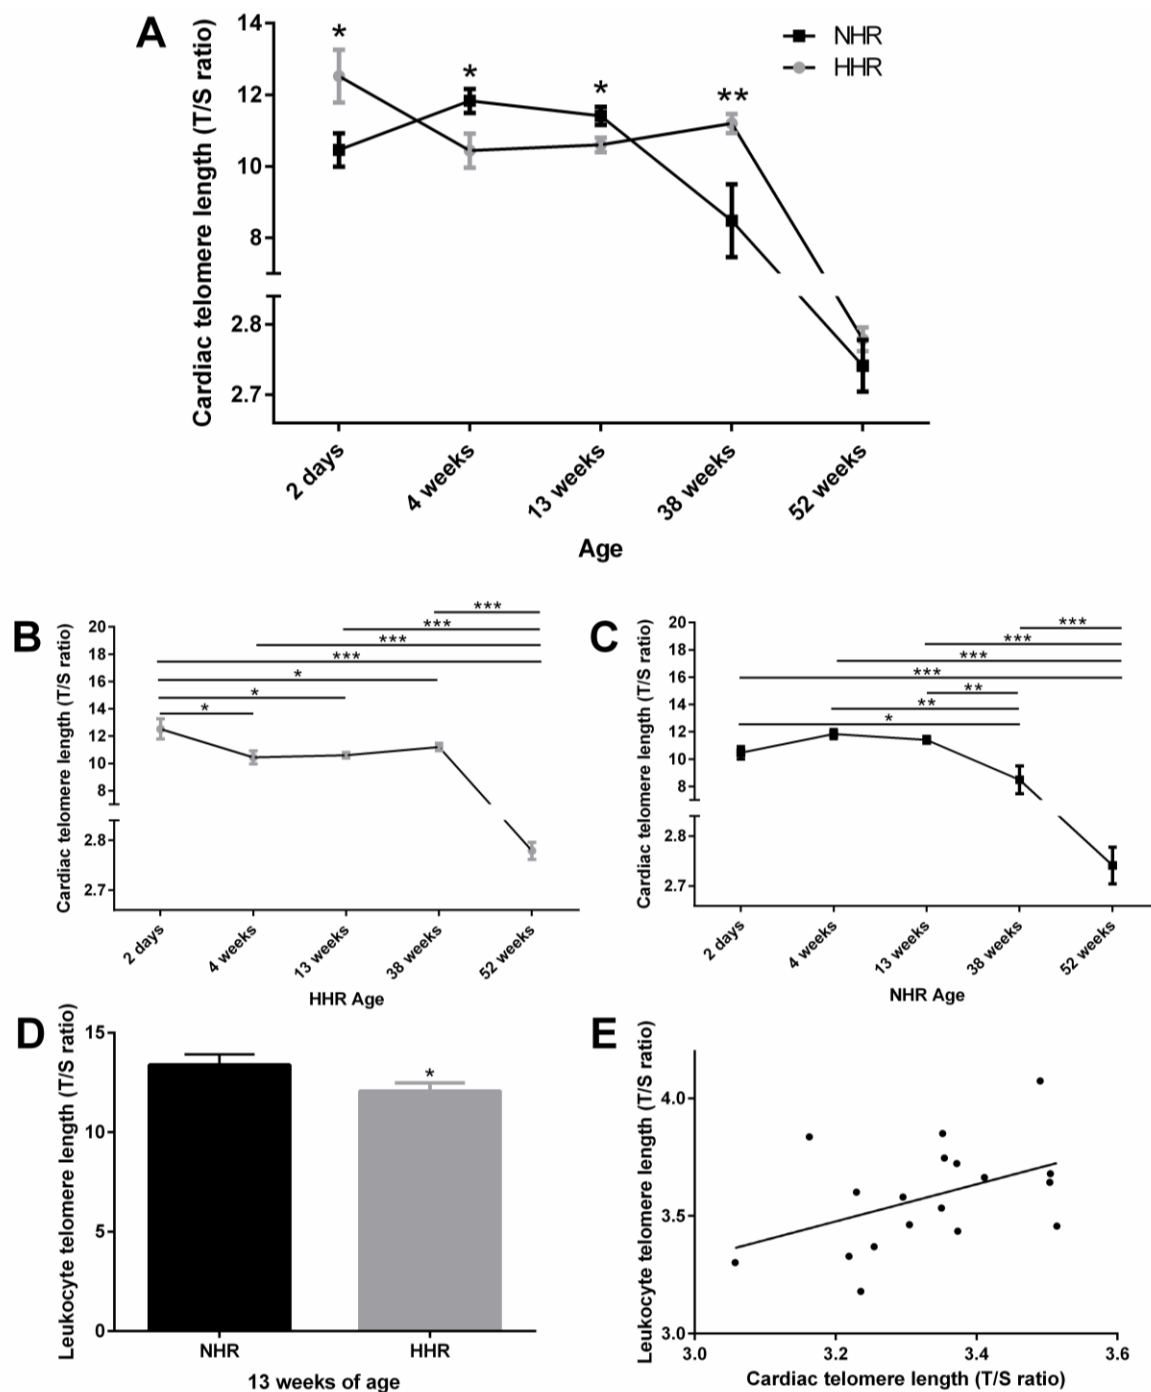 A
Cardiac telomere length (T/S ratio)
14
12
10
8
2.8
2.7
*
*
*
**
NHR
HHR
2 days
4 weeks
13 weeks
38 weeks
52 weeks
Age
B
Cardiac telomere length (T/S ratio)
20
18
16
14
12
10
8
2.8
2.7
***
***
***
***
*
*
*
2 days
4 weeks
13 weeks
38 weeks
52 weeks
HHR Age
C
Cardiac telomere length (T/S ratio)
20
18
16
14
12
10
8
2.8
2.7
***
***
***
***
**
**
*
2 days
4 weeks
13 weeks
38 weeks
52 weeks
NHR Age
D
Leukocyte telomere length (T/S ratio)
15
10
5
0
*
NHR
HHR
13 weeks of age
E
Leukocyte telomere length (T/S ratio)
4.0
3.5
3.0
3.0
3.2
3.4
3.6
Cardiac telomere length (T/S ratio)